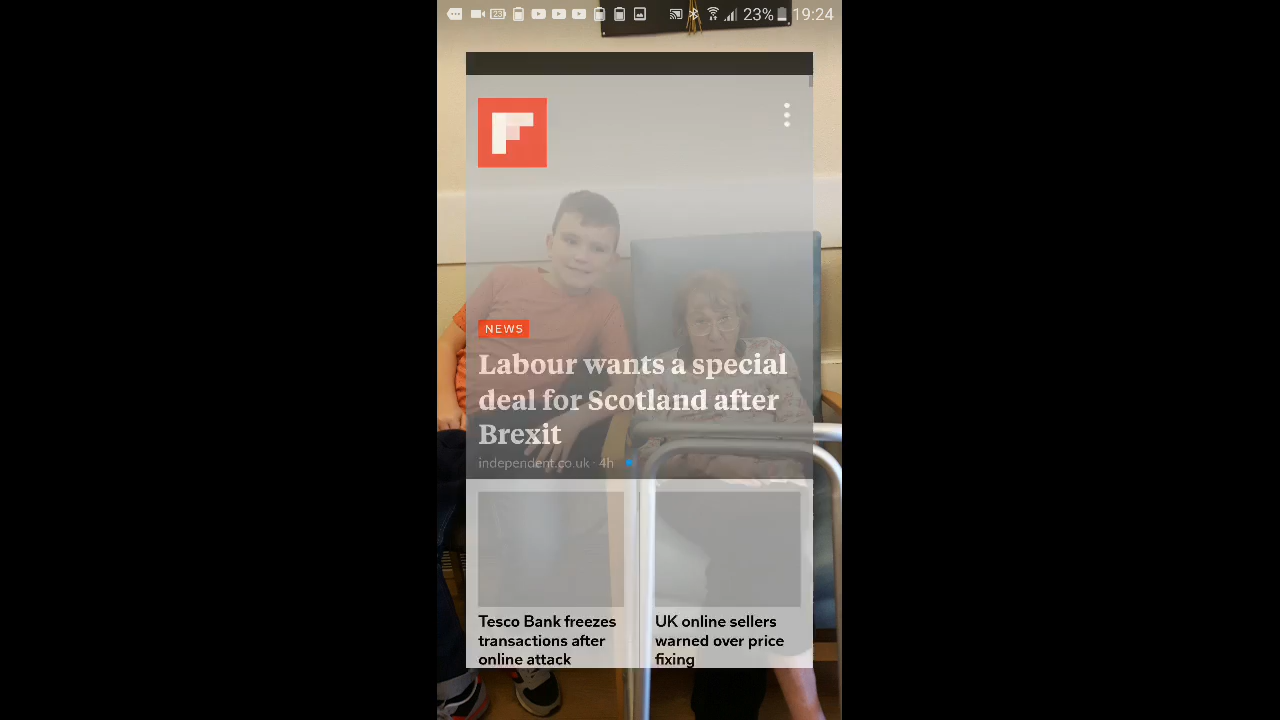 23 23% 19:24
NEWS
Labour wants a special
deal for Scotland after
Brexit
independent.co.uk · 4h
Tesco Bank freezes
transactions after
online attack
UK online sellers
warned over price
fixing